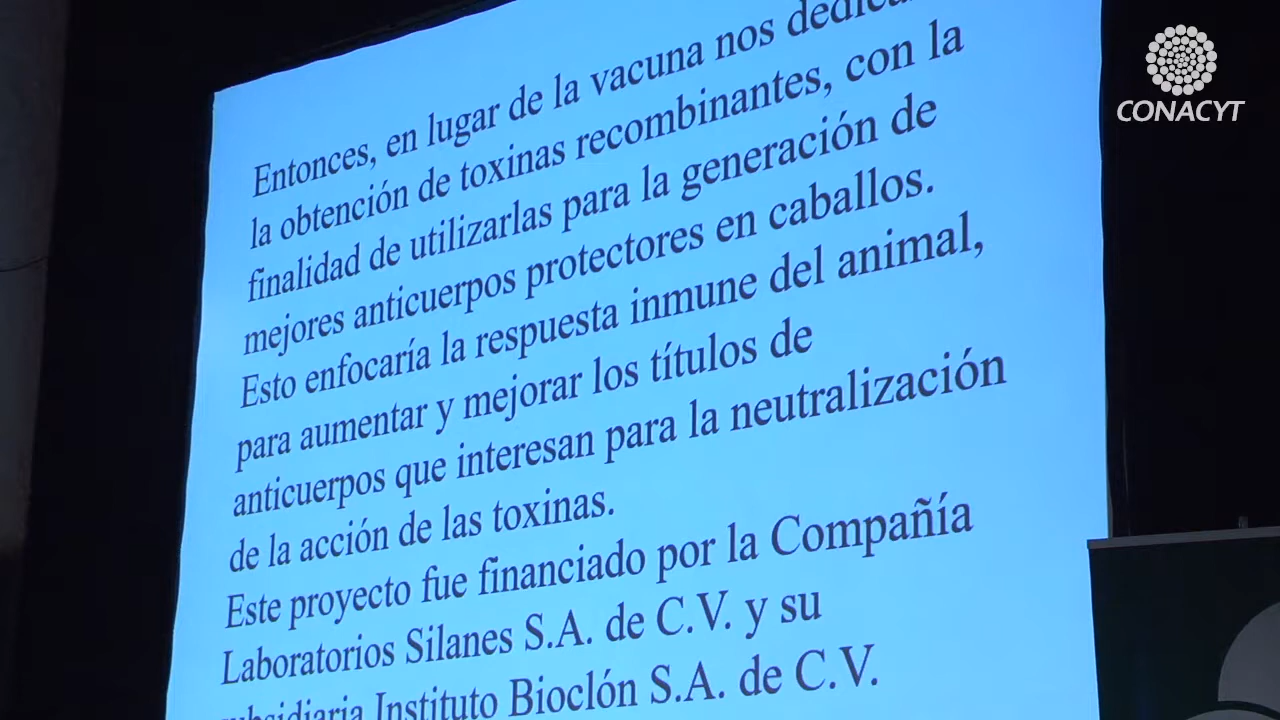 Entonces, en lugar de la vacuna nos
la obtención de toxinas recombinantes, con la
finalidad de utilizarlas para la generación de
mejores anticuerpos protectores en caballos.
Esto enfocaría la respuesta inmune del animal,
para aumentar y mejorar los títulos de
anticuerpos que interesan para la neutralización
de la acción de las toxinas.
Este proyecto fue financiado por la Compañía
Laboratorios Silanes S.A. de C.V. y su
subsidiaria Instituto Bioclón S.A. de C.V.
CONACYT